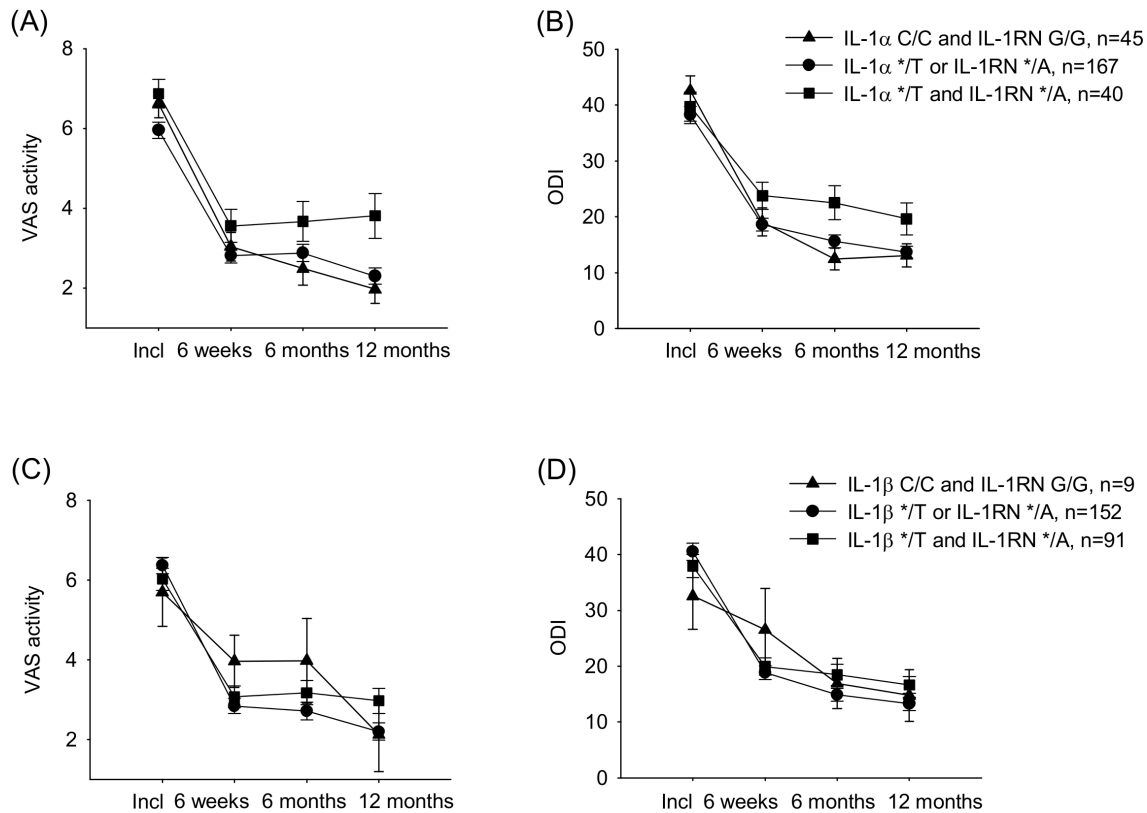 (A)
8
6
4
2
VAS activity
Incl 6 weeks 6 months 12 months
(B)
IL-1α C/C and IL-1RN G/G, n=45
IL-1α */T or IL-1RN */A, n=167
IL-1α */T and IL-1RN */A, n=40
50
40
30
20
10
0
ODI
Incl 6 weeks 6 months 12 months
(C)
8
6
4
2
VAS activity
Incl 6 weeks 6 months 12 months
(D)
IL-1β C/C and IL-1RN G/G, n=9
IL-1β */T or IL-1RN */A, n=152
IL-1β */T and IL-1RN */A, n=91
50
40
30
20
10
0
ODI
Incl 6 weeks 6 months 12 months